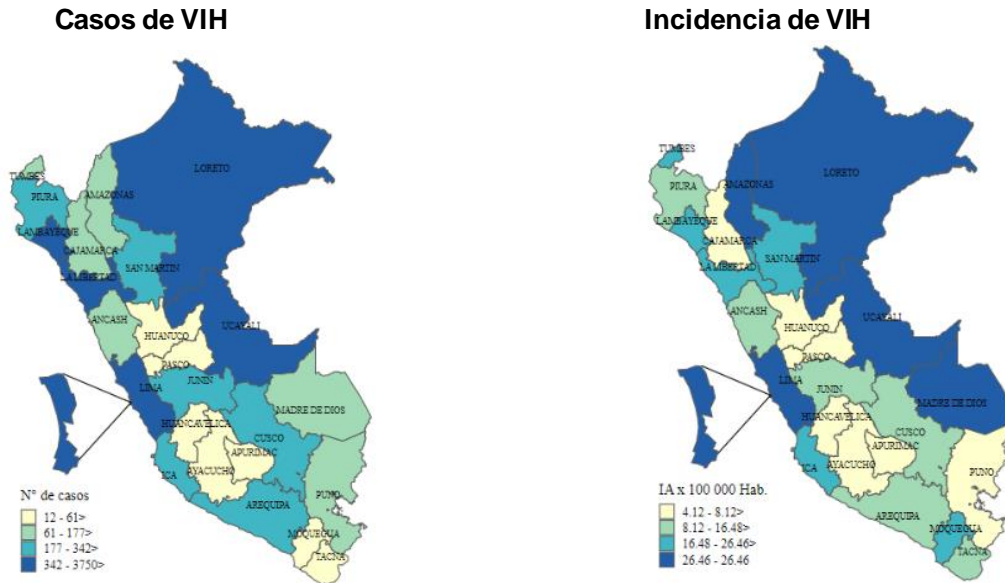 Casos de VIH
TUMBES
PIURA
AMAZONAS
LORETO
LAMBAYEQUE
CAJAMARCA
SAN MARTIN
LA LIBERTAD
ANCASH
HUANUCO
UCAYALI
PASCO
LIMA
JUNIN
MADRE DE DIOS
HUANCAVELICA
CUSCO
APURIMAC
AYACUCHO
ICA
PUNO
AREQUIPA
MOQUEGUA
TACNA
N° de casos
12 - 61>
61 - 177>
177 - 342>
342 - 3750>
Incidencia de VIH
TUMBES
PIURA
AMAZONAS
LORETO
LAMBAYEQUE
CAJAMARCA
SAN MARTIN
LA LIBERTAD
ANCASH
HUANUCO
UCAYALI
PASCO
LIMA
JUNIN
MADRE DE DIOS
HUANCAVELICA
CUSCO
APURIMAC
AYACUCHO
ICA
PUNO
AREQUIPA
MOQUEGUA
TACNA
IA x 100 000 Hab.
4.12 - 8.12>
8.12 - 16.48>
16.48 - 26.46>
26.46 - 26.46